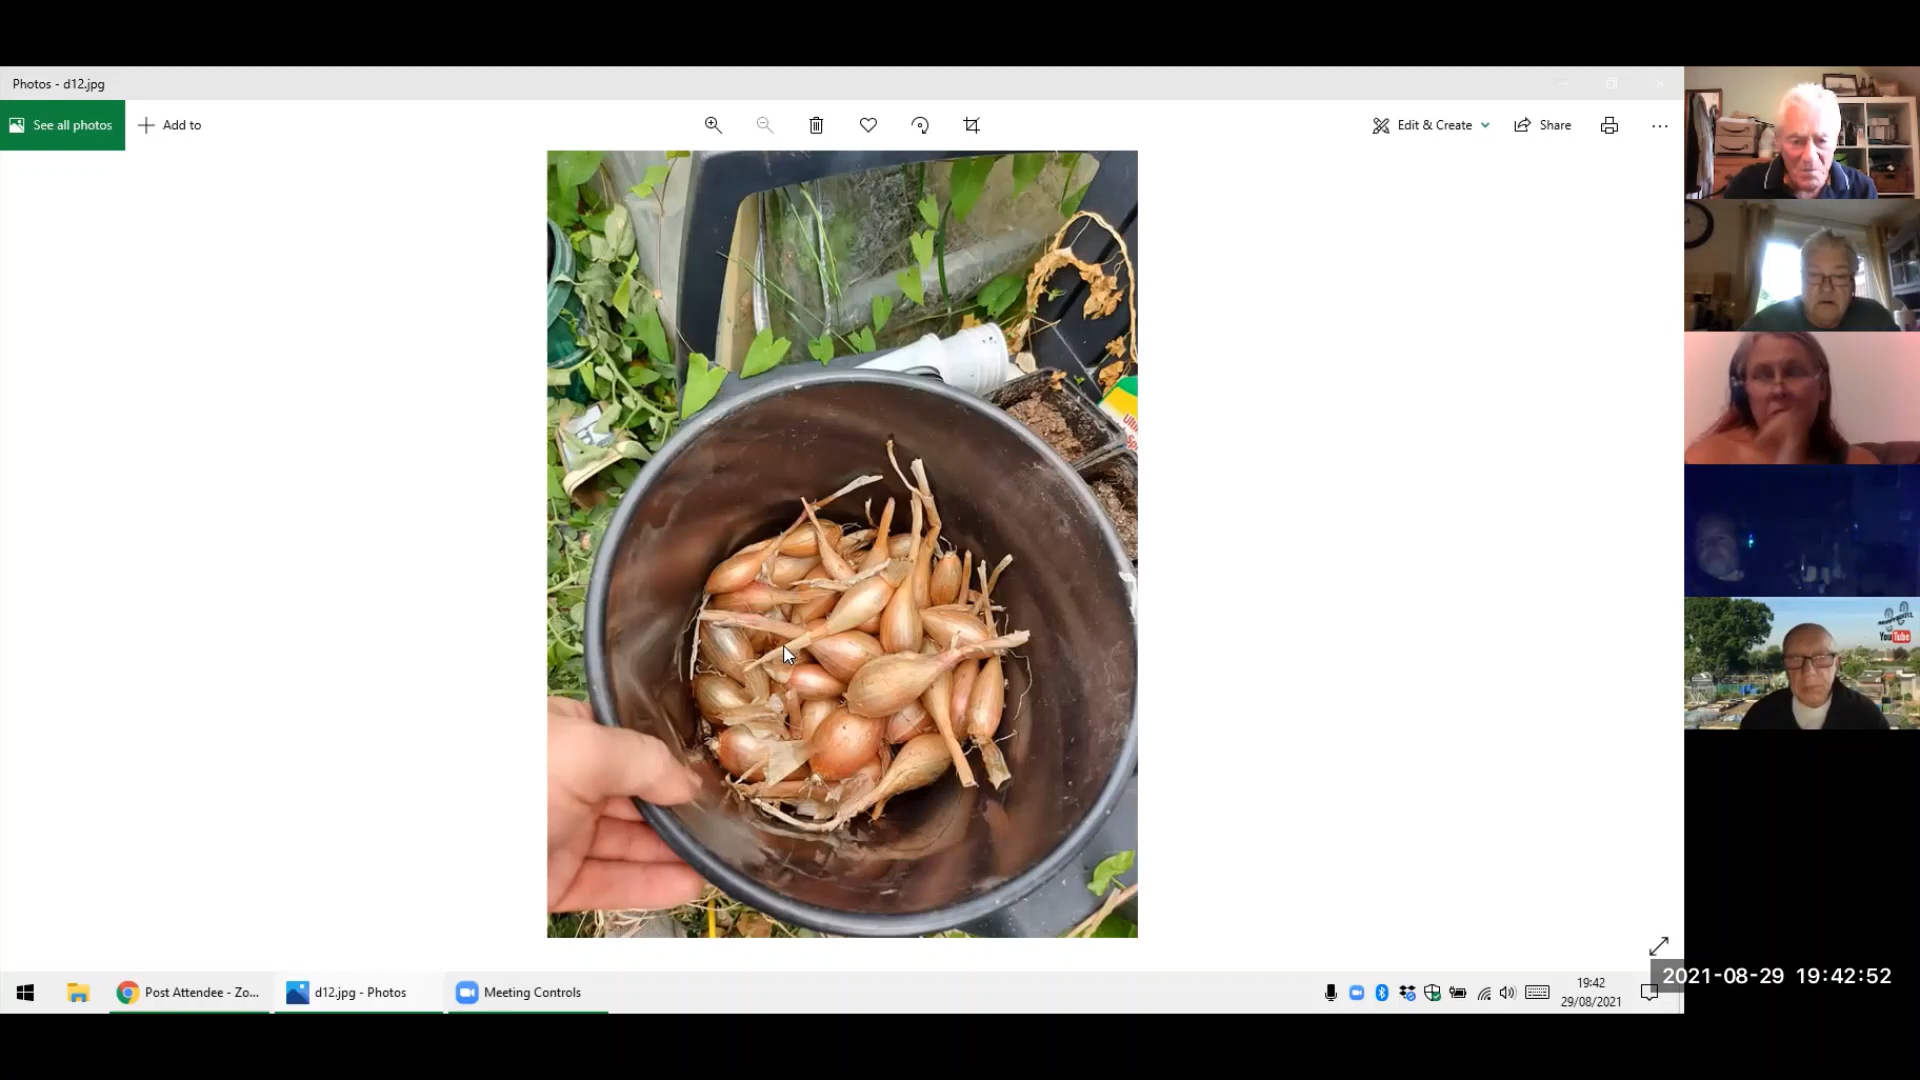 Photos - d12.jpg
See all photos
Add to
Edit & Create
Share
YouTube
Post Attendee - Zo...
d12.jpg - Photos
Meeting Controls
19:42
29/08/2021
2021-08-29 19:42:52